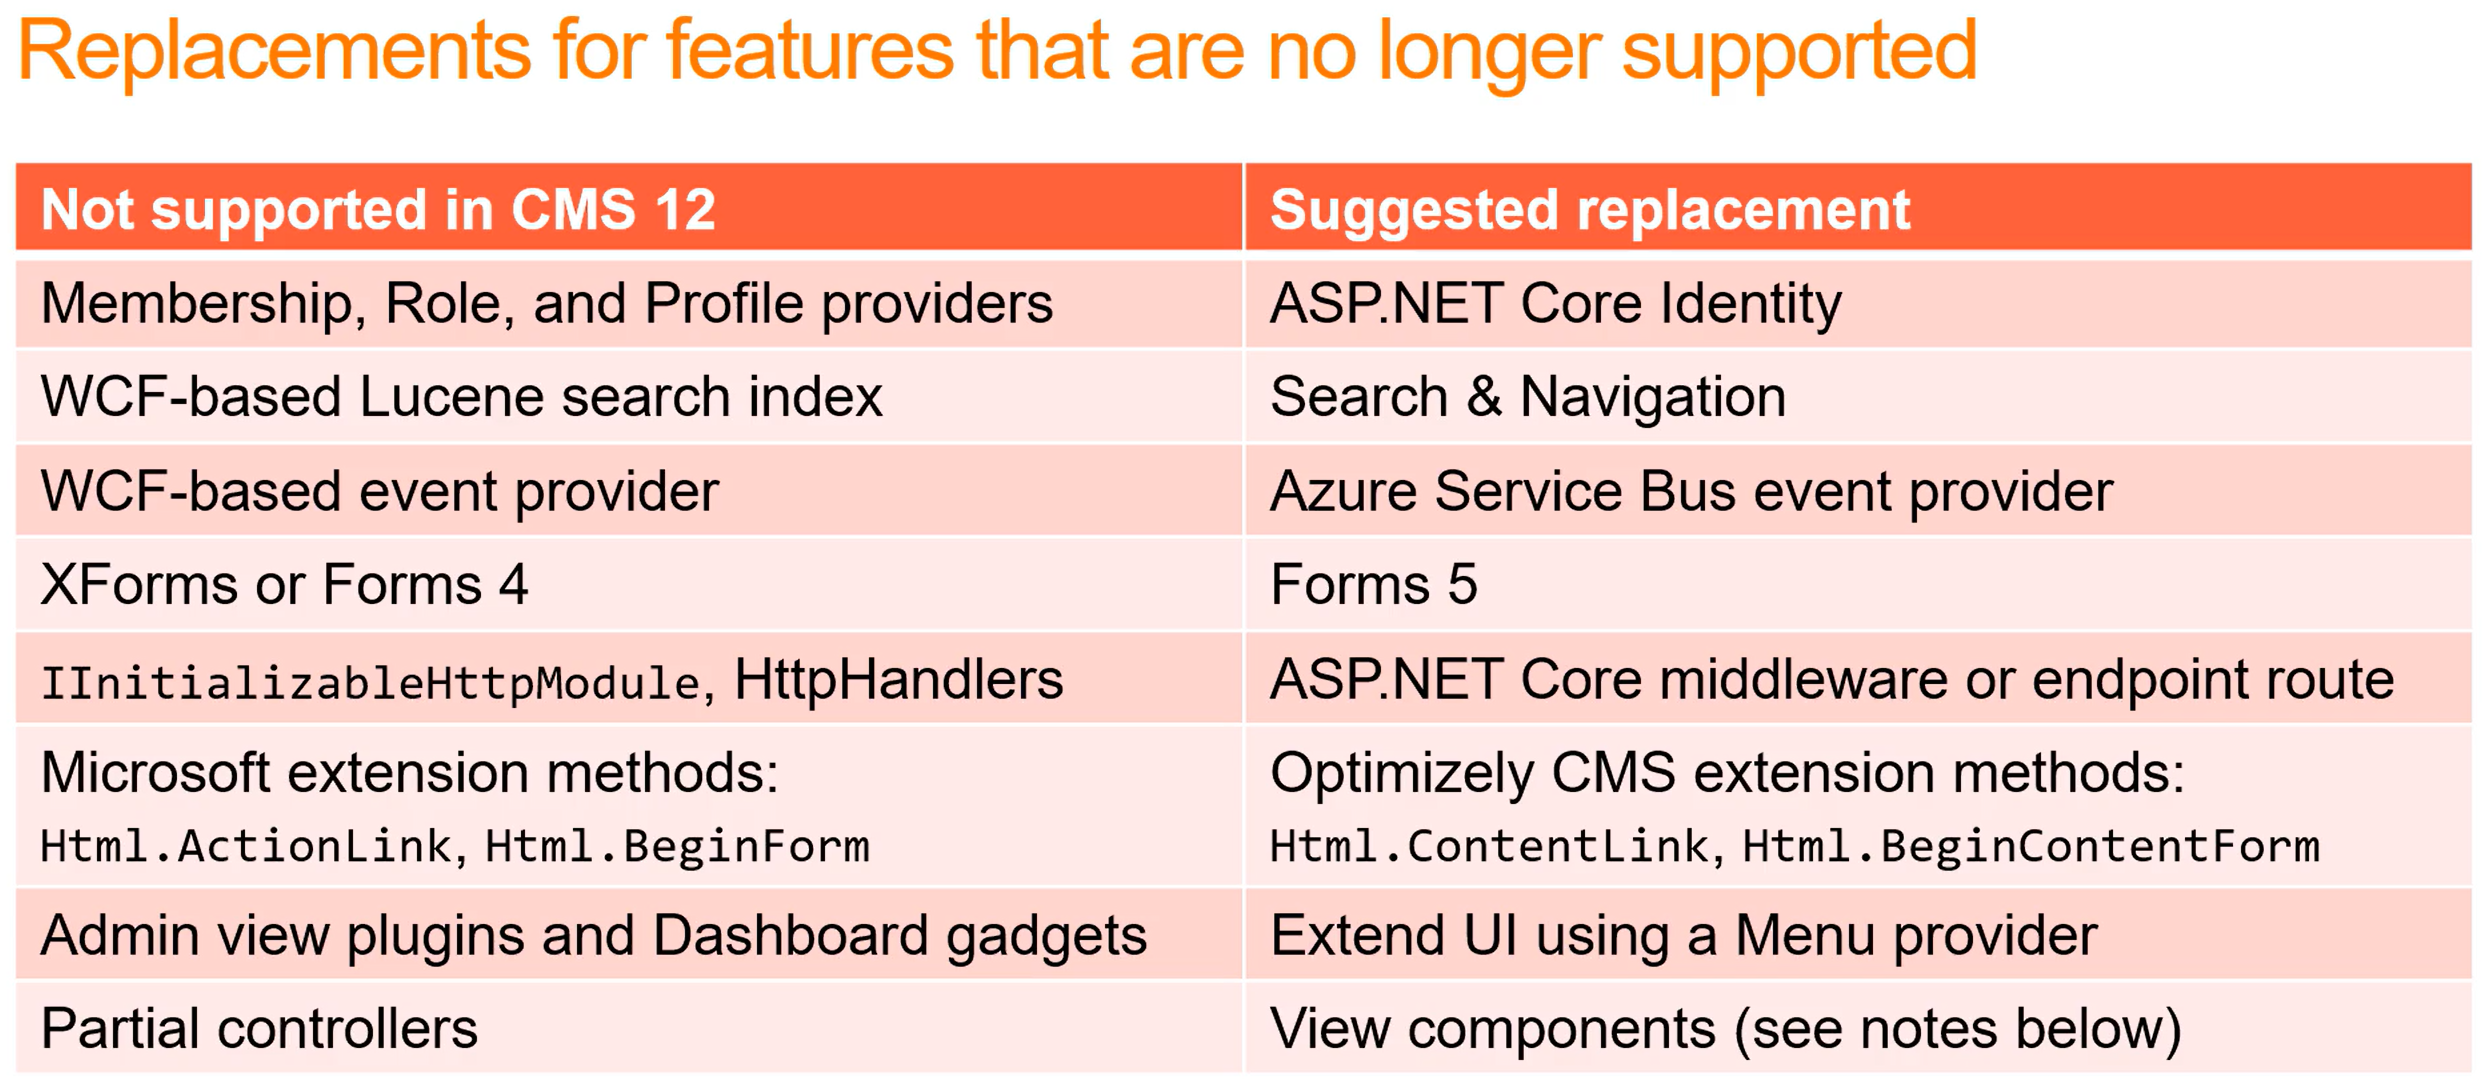 Replacements for features that are no longer supported
Not supported in CMS 12
Suggested replacement
Membership, Role, and Profile providers
ASP.NET Core Identity
WCF-based Lucene search index
Search & Navigation
WCF-based event provider
Azure Service Bus event provider
XForms or Forms 4
Forms 5
IInitializableHttpModule, HttpHandlers
ASP.NET Core middleware or endpoint route
Microsoft extension methods:
Html.ActionLink, Html.BeginForm
Optimizely CMS extension methods:
Html.ContentLink, Html.BeginContentForm
Admin view plugins and Dashboard gadgets
Extend UI using a Menu provider
Partial controllers
View components (see notes below)